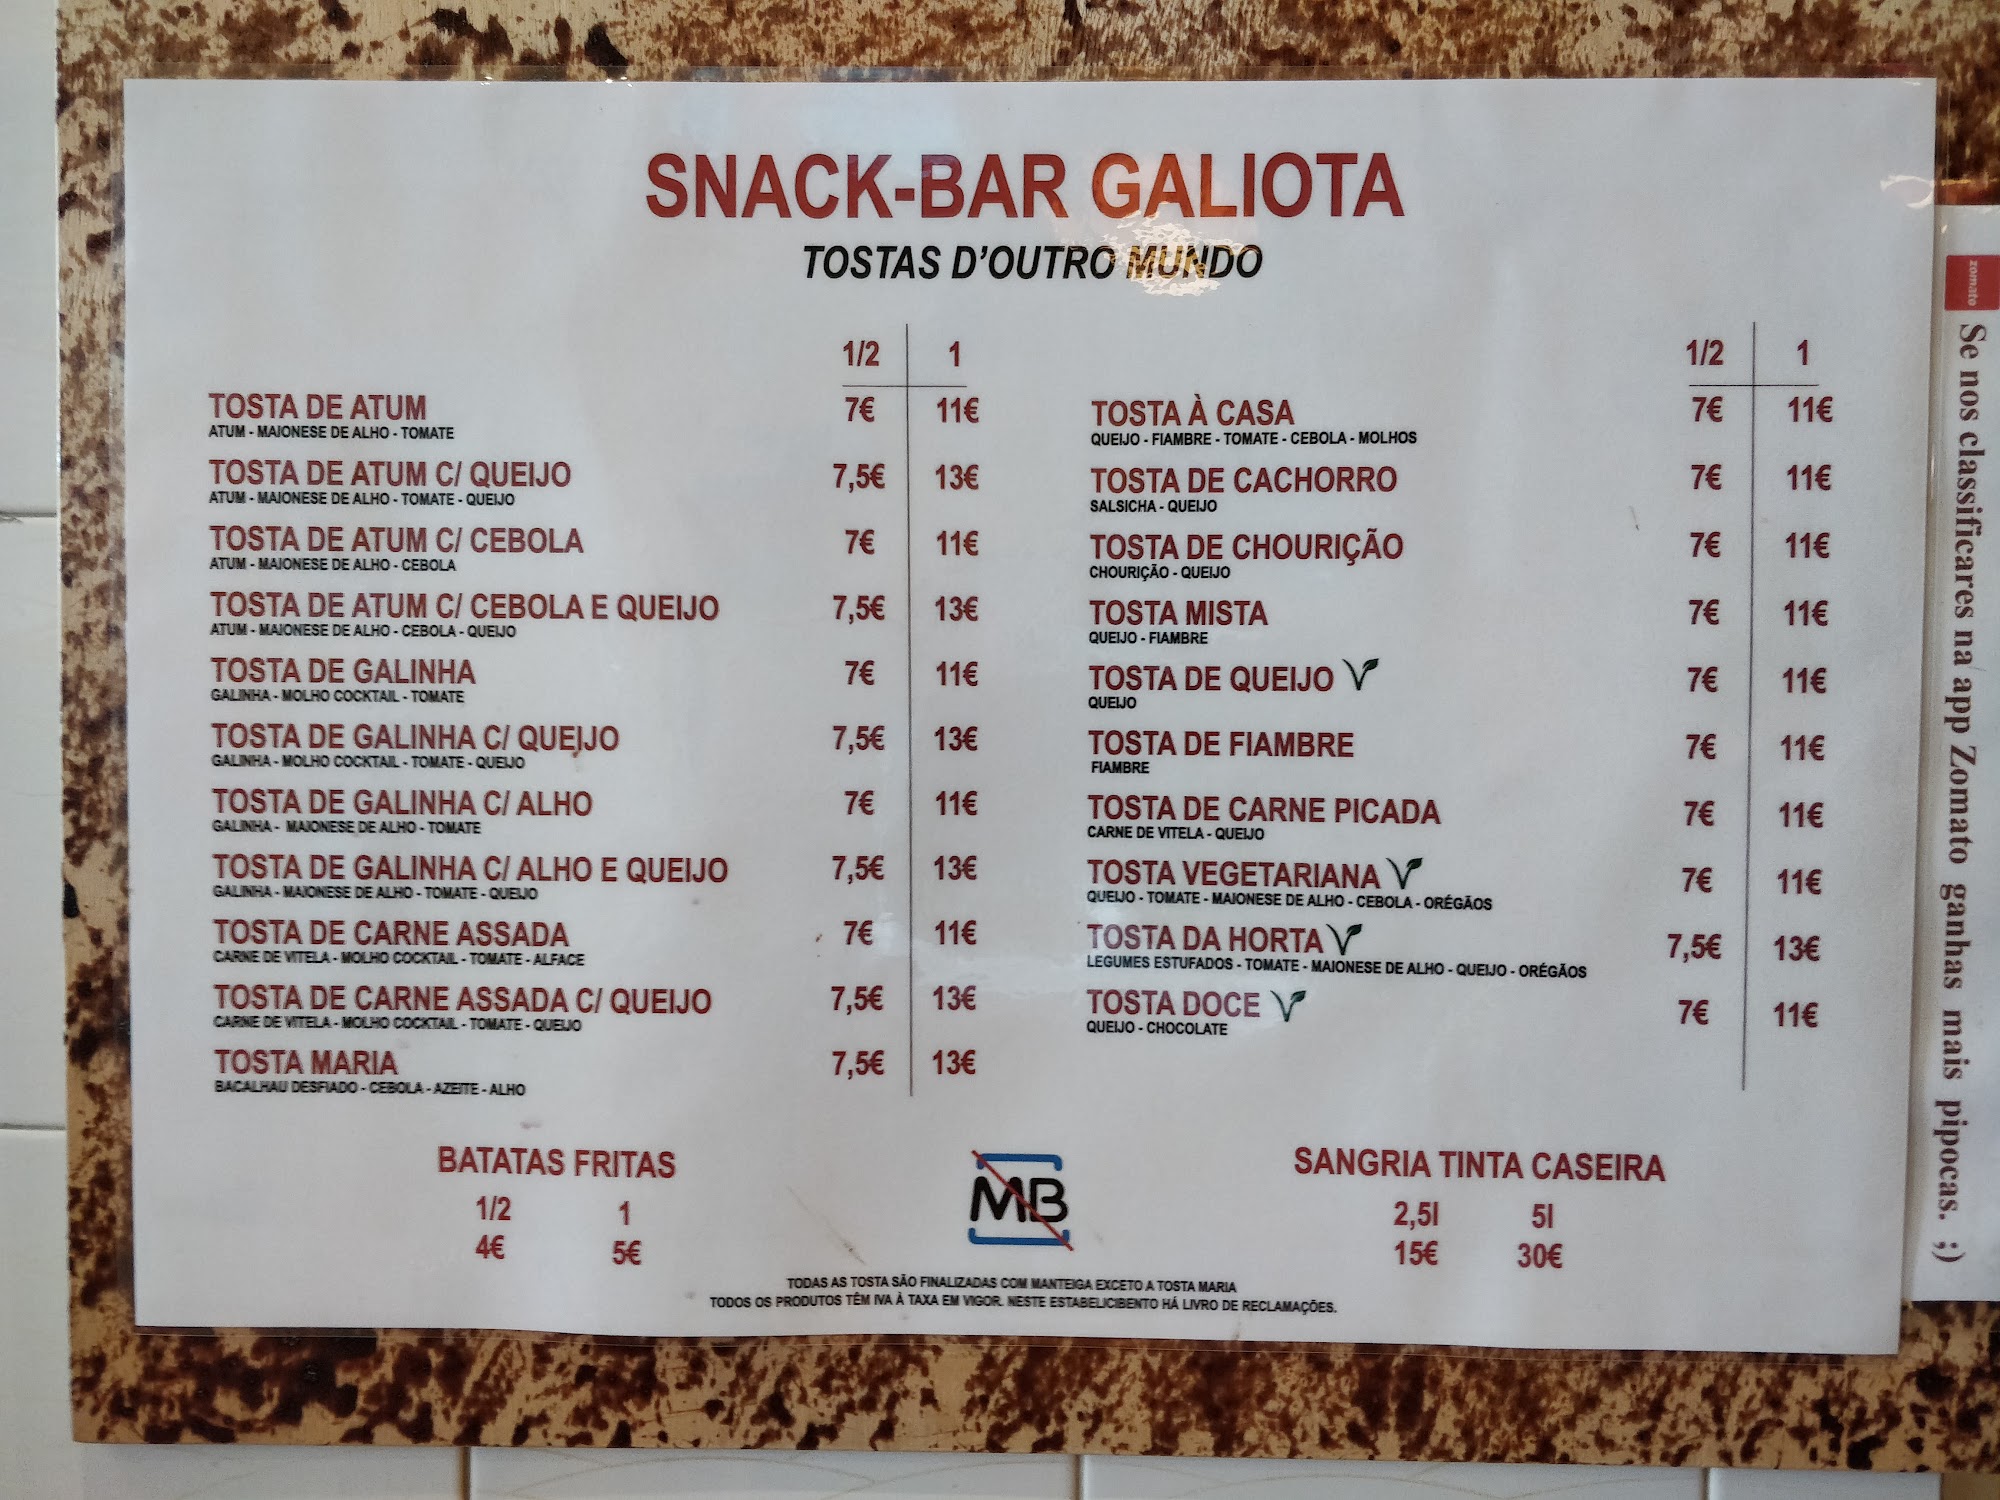 SNACK-BAR GALIOTA
TOSTAS D'OUTRO MUNDO
1/2 1
TOSTA DE ATUM 7€ 11€
ATUM - MAIONESE DE ALHO - TOMATE
TOSTA DE ATUM C/ QUEIJO 7,5€ 13€
ATUM - MAIONESE DE ALHO - TOMATE - QUEIJO
TOSTA DE ATUM C/ CEBOLA 7€ 11€
ATUM - MAIONESE DE ALHO - CEBOLA
TOSTA DE ATUM C/ CEBOLA E QUEIJO 7,5€ 13€
ATUM - MAIONESE DE ALHO - CEBOLA - QUEIJO
TOSTA DE GALINHA 7€ 11€
GALINHA - MOLHO COCKTAIL - TOMATE
TOSTA DE GALINHA C/ QUEIJO 7,5€ 13€
GALINHA - MOLHO COCKTAIL - TOMATE - QUEIJO
TOSTA DE GALINHA C/ ALHO 7€ 11€
GALINHA - MAIONESE DE ALHO - TOMATE
TOSTA DE GALINHA C/ ALHO E QUEIJO 7,5€ 13€
GALINHA - MAIONESE DE ALHO - TOMATE - QUEIJO
TOSTA DE CARNE ASSADA 7€ 11€
CARNE DE VITELA - MOLHO COCKTAIL - TOMATE - ALFACE
TOSTA DE CARNE ASSADA C/ QUEIJO 7,5€ 13€
CARNE DE VITELA - MOLHO COCKTAIL - TOMATE - QUEIJO
TOSTA MARIA 7,5€ 13€
BACALHAU DESFIADO - CEBOLA - AZEITE - ALHO
1/2 1
TOSTA À CASA 7€ 11€
QUEIJO - FIAMBRE - TOMATE - CEBOLA - MOLHOS
TOSTA DE CACHORRO 7€ 11€
SALSICHA - QUEIJO
TOSTA DE CHOURIÇÃO 7€ 11€
CHOURIÇÃO - QUEIJO
TOSTA MISTA 7€ 11€
QUEIJO - FIAMBRE
TOSTA DE QUEIJO V 7€ 11€
QUEIJO
TOSTA DE FIAMBRE 7€ 11€
FIAMBRE
TOSTA DE CARNE PICADA 7€ 11€
CARNE DE VITELA - QUEIJO
TOSTA VEGETARIANA V 7€ 11€
QUEIJO - TOMATE - MAIONESE DE ALHO - CEBOLA - ORÉGÃOS
TOSTA DA HORTA V 7,5€ 13€
LEGUMES ESTUFADOS - TOMATE - MAIONESE DE ALHO - QUEIJO - ORÉGÃOS
TOSTA DOCE V 7€ 11€
QUEIJO - CHOCOLATE
BATATAS FRITAS
1/2 1
4€ 5€
MB
SANGRIA TINTA CASEIRA
2,5l 5l
15€ 30€
TODAS AS TOSTA SÃO FINALIZADAS COM MANTEIGA EXCETO A TOSTA MARIA
TODOS OS PRODUTOS TÊM IVA À TAXA EM VIGOR. NESTE ESTABELICIBENTO HÁ LIVRO DE RECLAMAÇÕES.
zomato
Se nos classificares na app Zomato ganhas mais pipocas. ;)